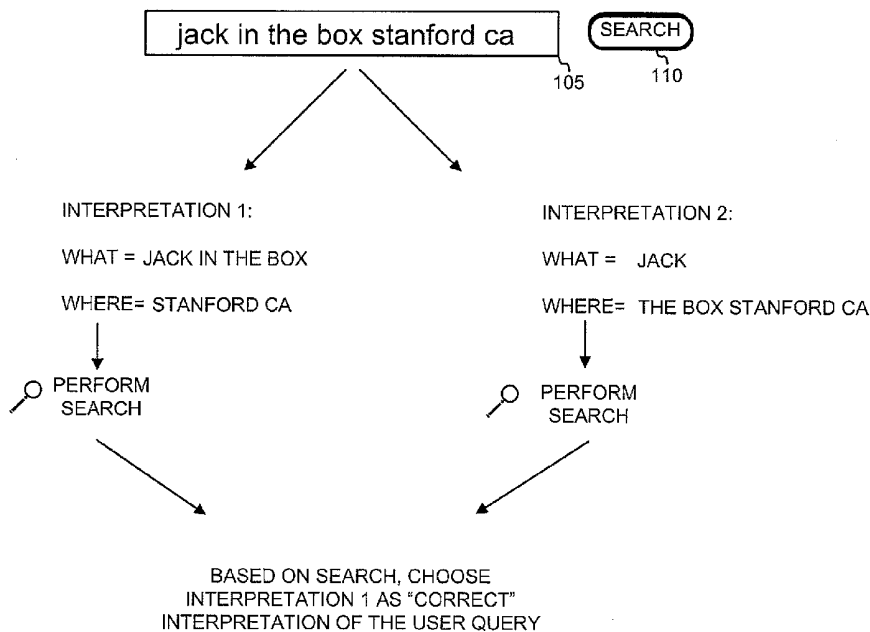 jack in the box stanford ca
SEARCH
105
110
INTERPRETATION 1:
WHAT = JACK IN THE BOX
WHERE= STANFORD CA
PERFORM
SEARCH
INTERPRETATION 2:
WHAT = JACK
WHERE= THE BOX STANFORD CA
PERFORM
SEARCH
BASED ON SEARCH, CHOOSE
INTERPRETATION 1 AS “CORRECT”
INTERPRETATION OF THE USER QUERY